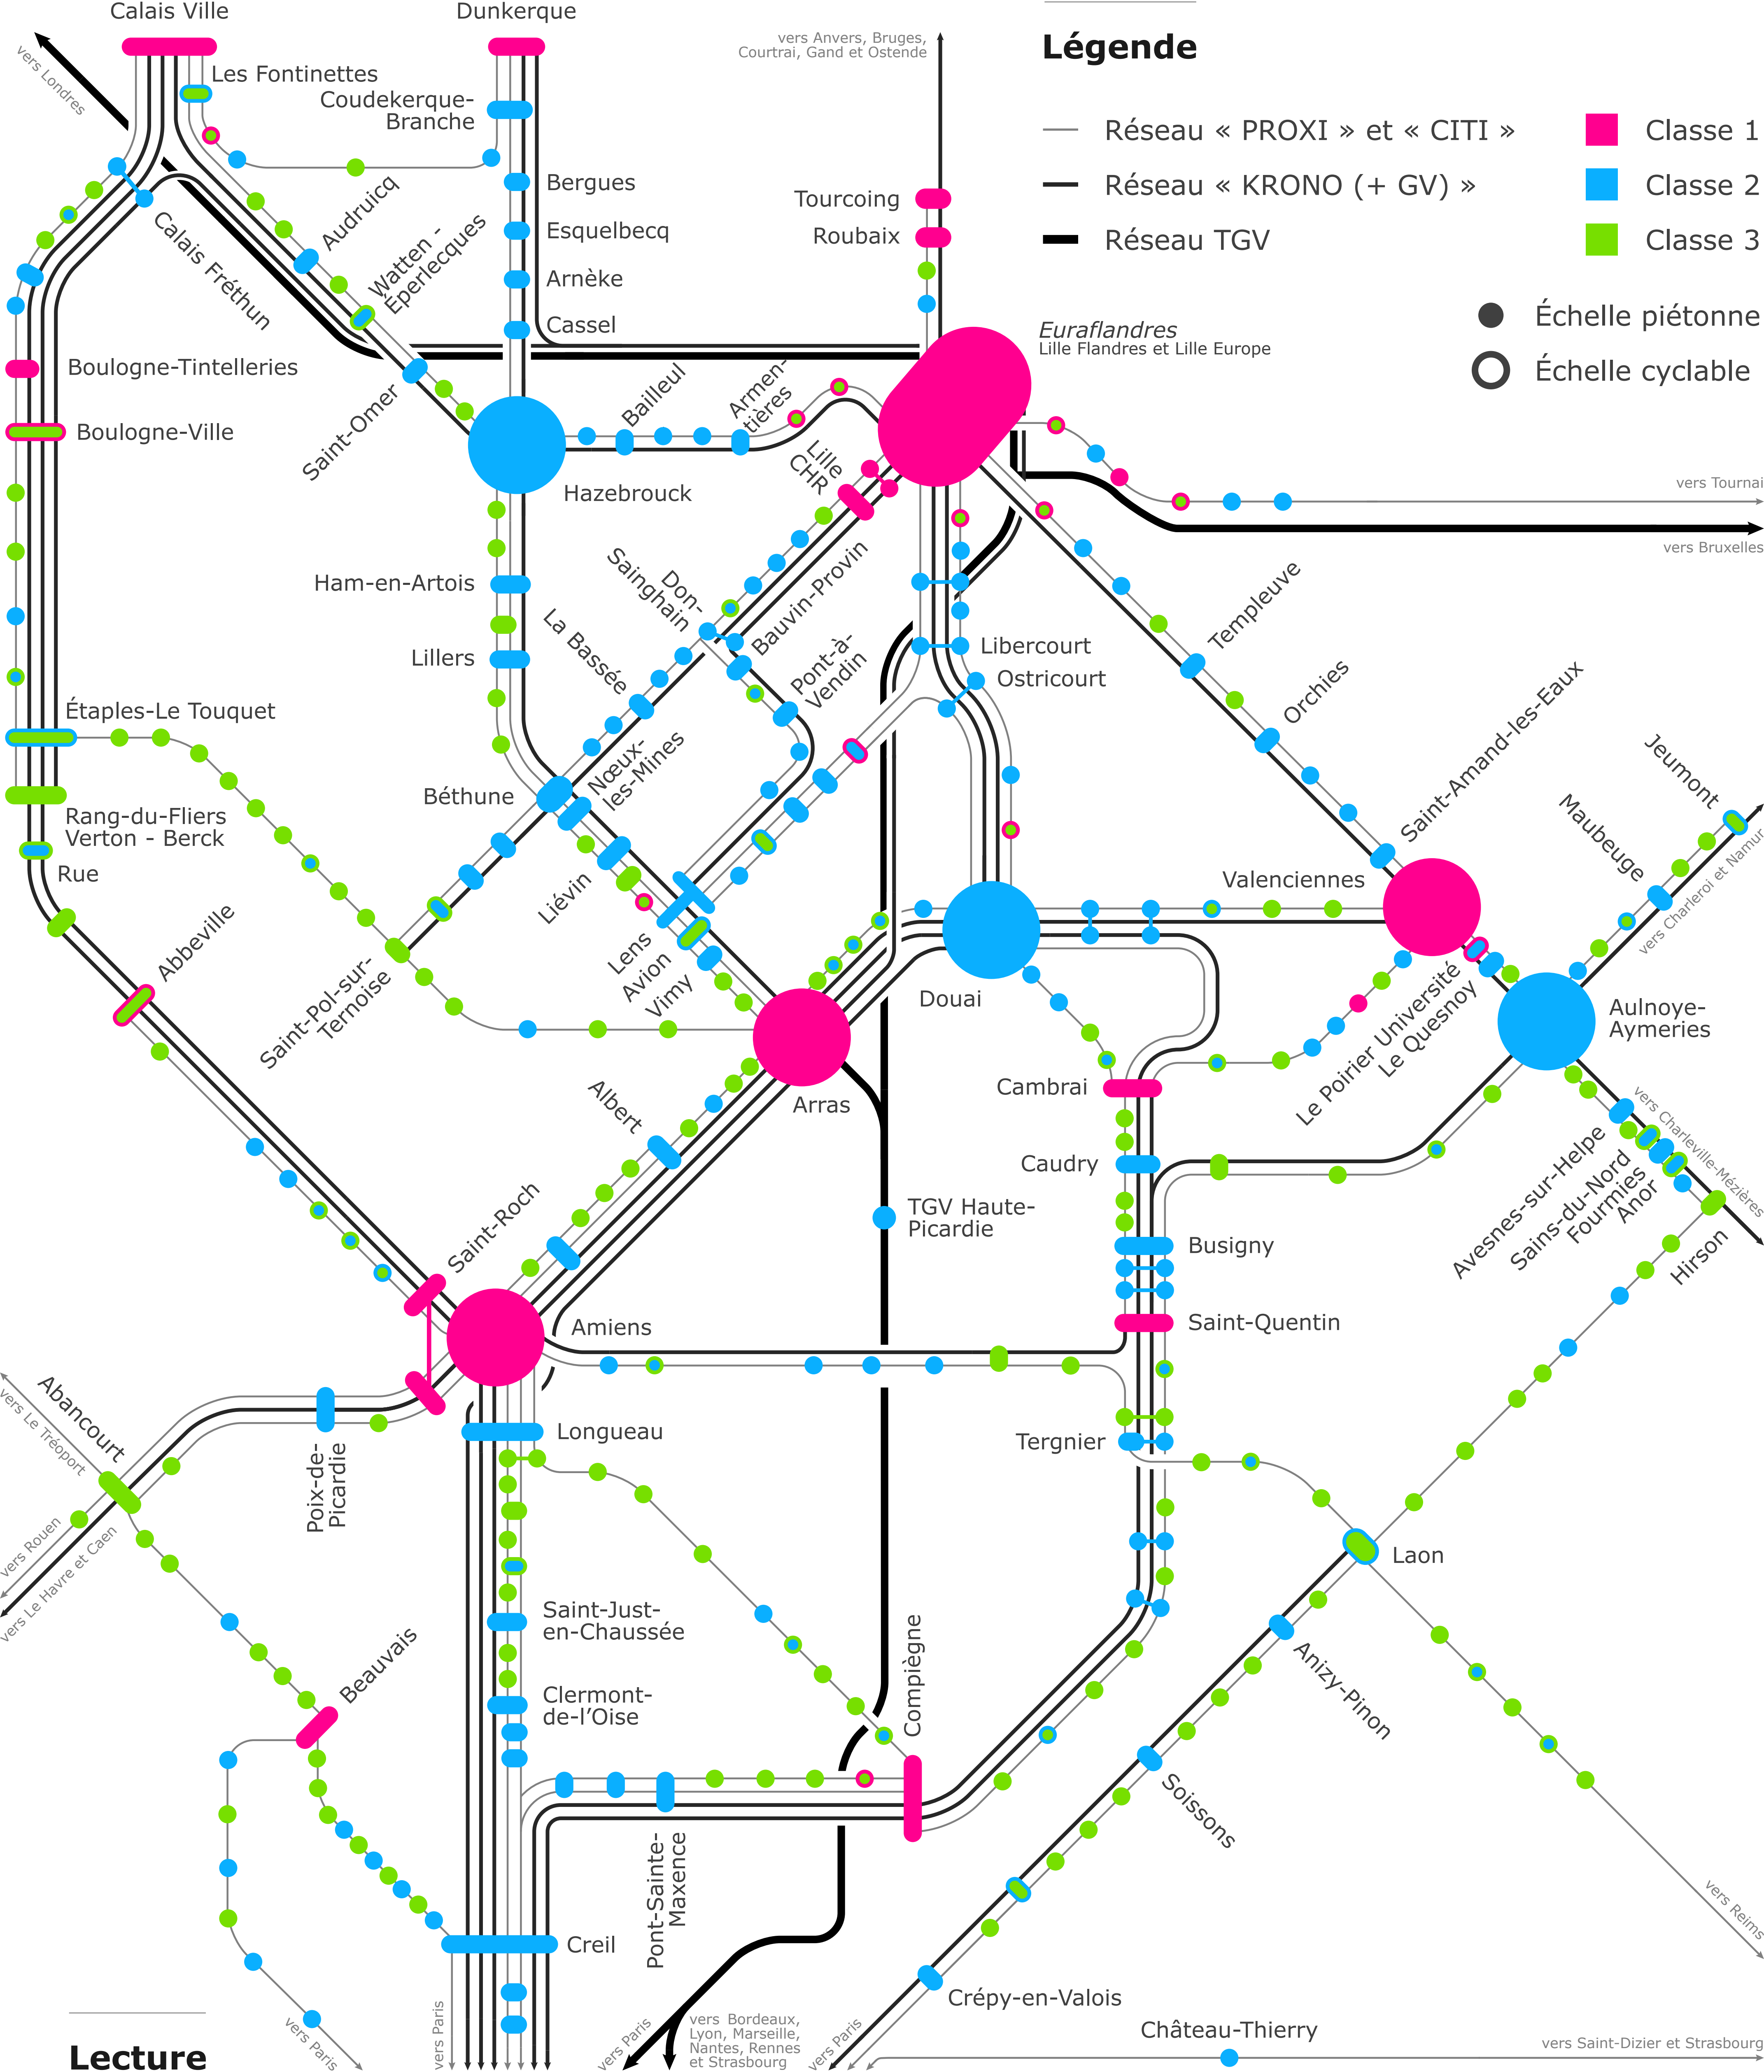 Calais Ville
Dunkerque
vers Londres
Les Fontinettes
Coudekerque-
Branche
vers Anvers, Bruges,
Courtrai, Gand et Ostende
Légende
Réseau « PROXI » et « CITI »
Réseau « KRONO (+ GV) »
Réseau TGV
Classe 1
Classe 2
Classe 3
Échelle piétonne
Échelle cyclable
Bergues
Esquelbecq
Arnèke
Cassel
Tourcoing
Roubaix
Audruicq
Watten -
Éperlecques
Calais Fréthun
Euraflandres
Lille Flandres et Lille Europe
Boulogne-Tintelleries
Boulogne-Ville
Saint-Omer
Bailleul
Armen-
tières
Lille
CHR
Hazebrouck
vers Tournai
vers Bruxelles
Ham-en-Artois
Lillers
La Bassée
Don-
Sainghain
Bauvin-Provin
Pont-à-
Vendin
Libercourt
Ostricourt
Templeuve
Orchies
Saint-Amand-les-Eaux
Étaples-Le Touquet
Rang-du-Fliers
Verton - Berck
Rue
Béthune
Nœux-
les-Mines
Liévin
Lens
Avion
Vimy
Valenciennes
Jeumont
Maubeuge
vers Charleroi et Namur
Abbeville
Saint-Pol-sur-
Ternoise
Douai
Le Poirier Université
Le Quesnoy
Aulnoye-
Aymeries
Arras
Cambrai
Albert
Caudry
Avesnes-sur-Helpe
Sains-du-Nord
Fourmies
Anor
vers Charleville-Mézières
Hirson
Saint-Roch
TGV Haute-
Picardie
Busigny
Amiens
Saint-Quentin
Abancourt
vers Le Tréport
vers Rouen
vers Le Havre et Caen
Poix-de-
Picardie
Longueau
Tergnier
Laon
Saint-Just-
en-Chaussée
Clermont-
de-l’Oise
Beauvais
Compiègne
Anizy-Pinon
Soissons
Pont-Sainte-
Maxence
Creil
Crépy-en-Valois
vers Reims
Château-Thierry
vers Saint-Dizier et Strasbourg
vers Paris
vers Paris
vers Paris
vers Bordeaux,
Lyon, Marseille,
Nantes, Rennes
et Strasbourg
vers Paris
Lecture